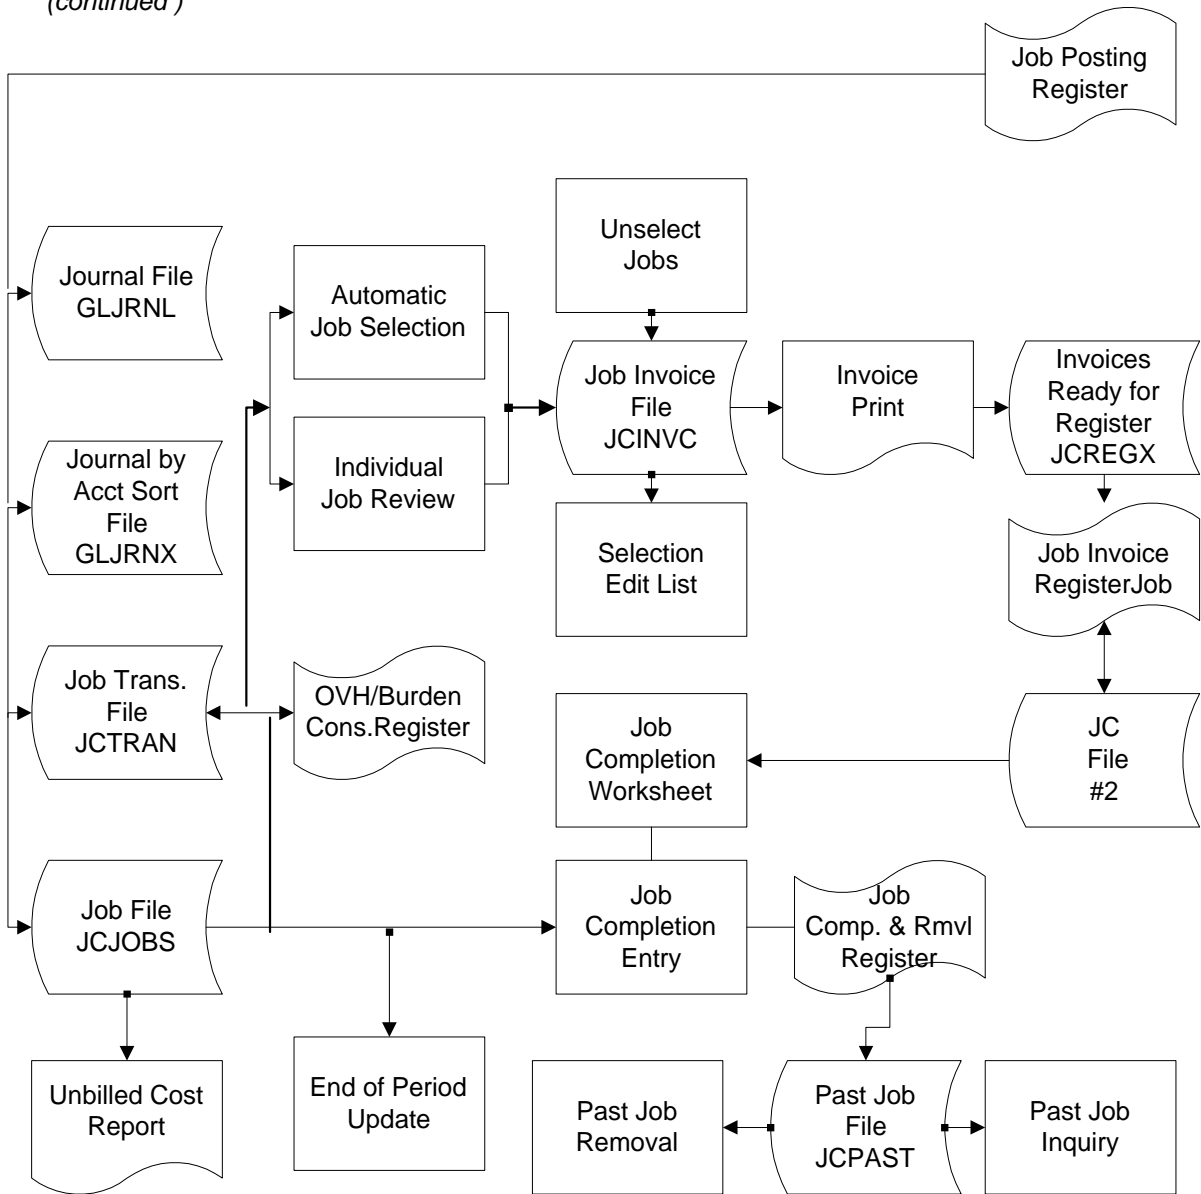 (continued )
Job Posting
Register
Unselect
Jobs
Journal File
GLJRNL
Automatic
Job Selection
Job Invoice
File
JCINVC
Invoice
Print
Invoices
Ready for
Register
JCREGX
Journal by
Acct Sort
File
GLJRNX
Individual
Job Review
Selection
Edit List
Job Invoice
RegisterJob
Job Trans.
File
JCTRAN
OVH/Burden
Cons.Register
Job
Completion
Worksheet
JC
File
#2
Job File
JCJOBS
Job
Completion
Entry
Job
Comp. & Rmvl
Register
Unbilled Cost
Report
End of Period
Update
Past Job
Removal
Past Job
File
JCPAST
Past Job
Inquiry